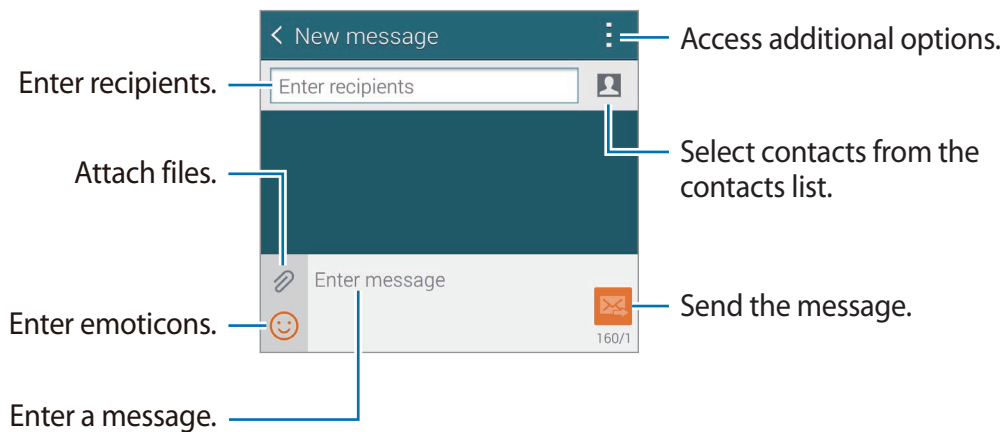 New message
Access additional options.
Enter recipients.
Enter recipients
Select contacts from the
contacts list.
Attach files.
Enter message
Send the message.
Enter emoticons.
160/1
Enter a message.